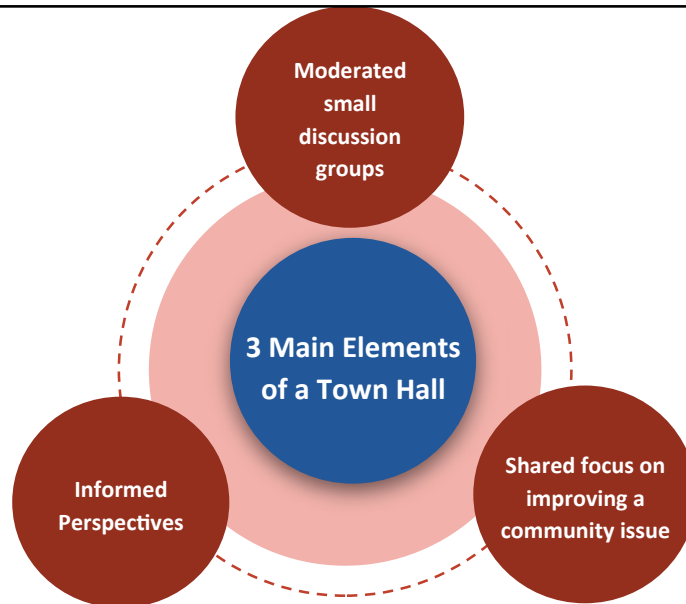 Moderated
small
discussion
groups
3 Main Elements
of a Town Hall
Informed
Perspectives
Shared focus on
improving a
community issue